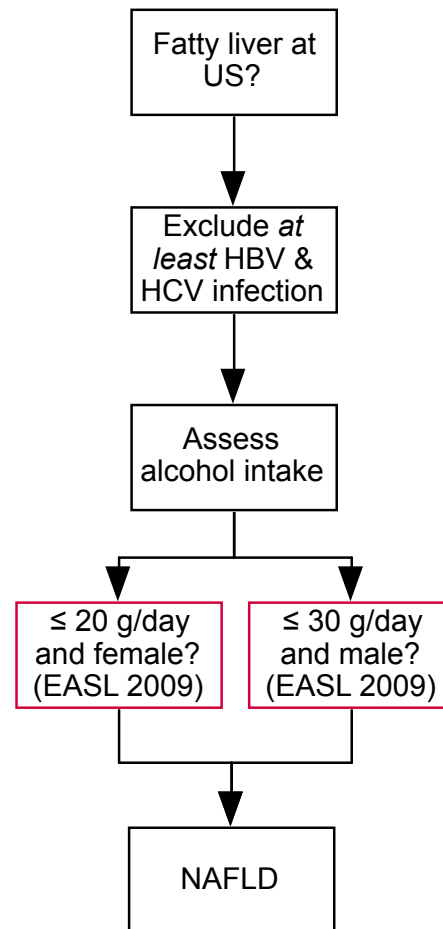 Fatty liver at
US?
Exclude at
least HBV &
HCV infection
Assess
alcohol intake
≤ 20 g/day
and female?
(EASL 2009)
≤ 30 g/day
and male?
(EASL 2009)
NAFLD